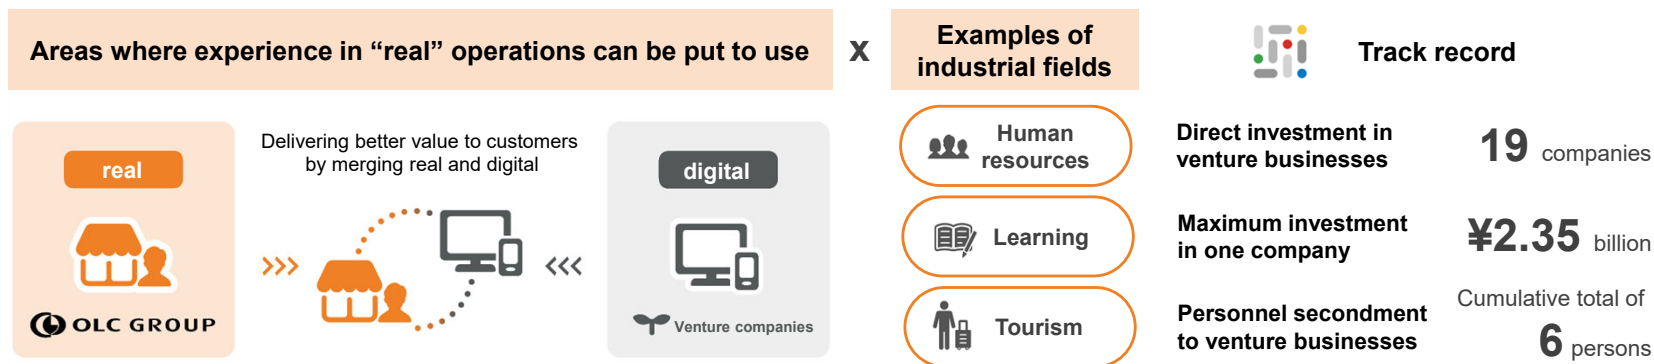 Areas where experience in “real” operations can be put to use
x
Examples of
industrial fields
Track record
real
OLC GROUP
Delivering better value to customers
by merging real and digital
digital
Venture companies
Human
resources
Learning
Tourism
Direct investment in
venture businesses
19 companies
Maximum investment
in one company
¥2.35 billion
Personnel secondment
to venture businesses
Cumulative total of
6 persons